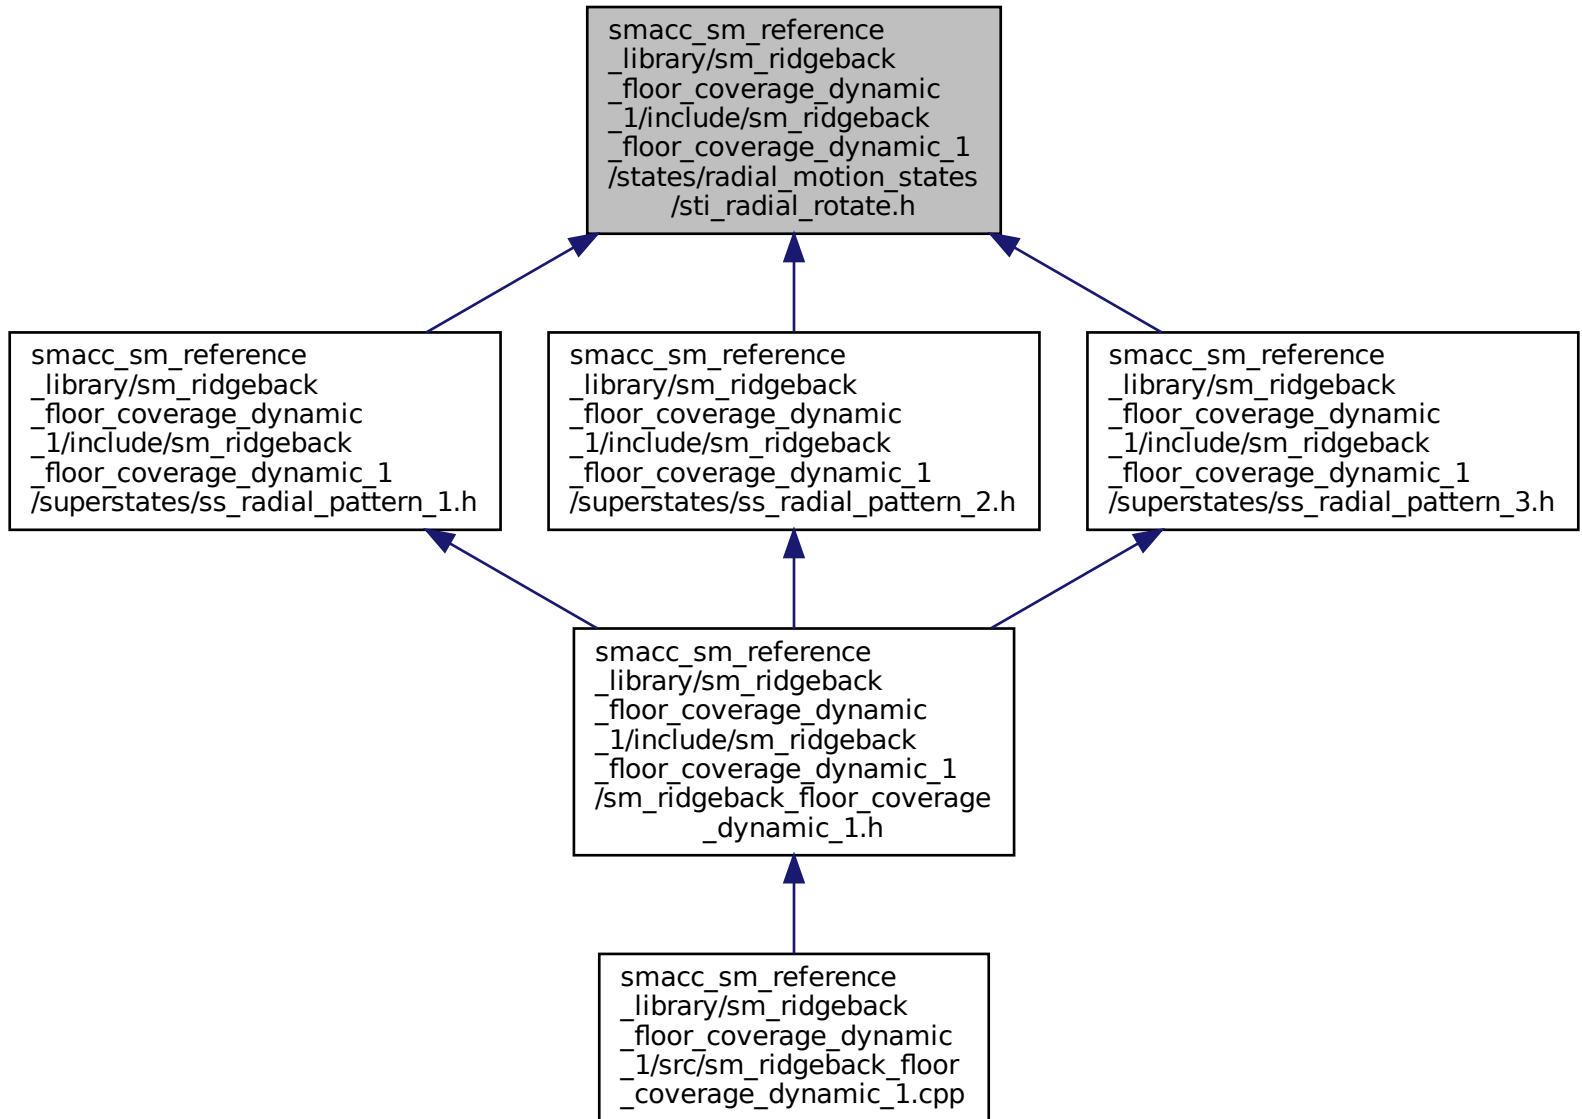 smacc_sm_reference
_library/sm_ridgeback
_floor_coverage_dynamic
_1/include/sm_ridgeback
_floor_coverage_dynamic_1
/states/radial_motion_states
/sti_radial_rotate.h
smacc_sm_reference
_library/sm_ridgeback
_floor_coverage_dynamic
_1/include/sm_ridgeback
_floor_coverage_dynamic_1
/superstates/ss_radial_pattern_1.h
smacc_sm_reference
_library/sm_ridgeback
_floor_coverage_dynamic
_1/include/sm_ridgeback
_floor_coverage_dynamic_1
/superstates/ss_radial_pattern_2.h
smacc_sm_reference
_library/sm_ridgeback
_floor_coverage_dynamic
_1/include/sm_ridgeback
_floor_coverage_dynamic_1
/superstates/ss_radial_pattern_3.h
smacc_sm_reference
_library/sm_ridgeback
_floor_coverage_dynamic
_1/include/sm_ridgeback
_floor_coverage_dynamic_1
/sm_ridgeback_floor_coverage
_dynamic_1.h
smacc_sm_reference
_library/sm_ridgeback
_floor_coverage_dynamic
_1/src/sm_ridgeback_floor
_coverage_dynamic_1.cpp